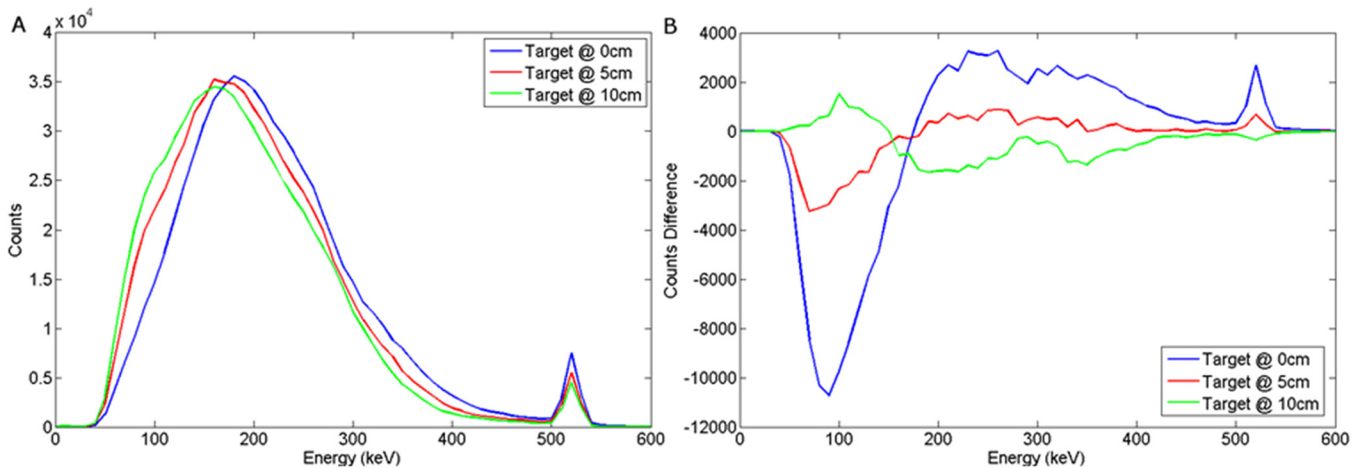 A
x 10^4
4
3.5
3
2.5
2
1.5
1
0.5
0
Counts
0 100 200 300 400 500 600
Energy (keV)
Target @ 0cm
Target @ 5cm
Target @ 10cm
B
4000
2000
0
-2000
-4000
-6000
-8000
-10000
-12000
Counts Difference
0 100 200 300 400 500 600
Energy (keV)
Target @ 0cm
Target @ 5cm
Target @ 10cm